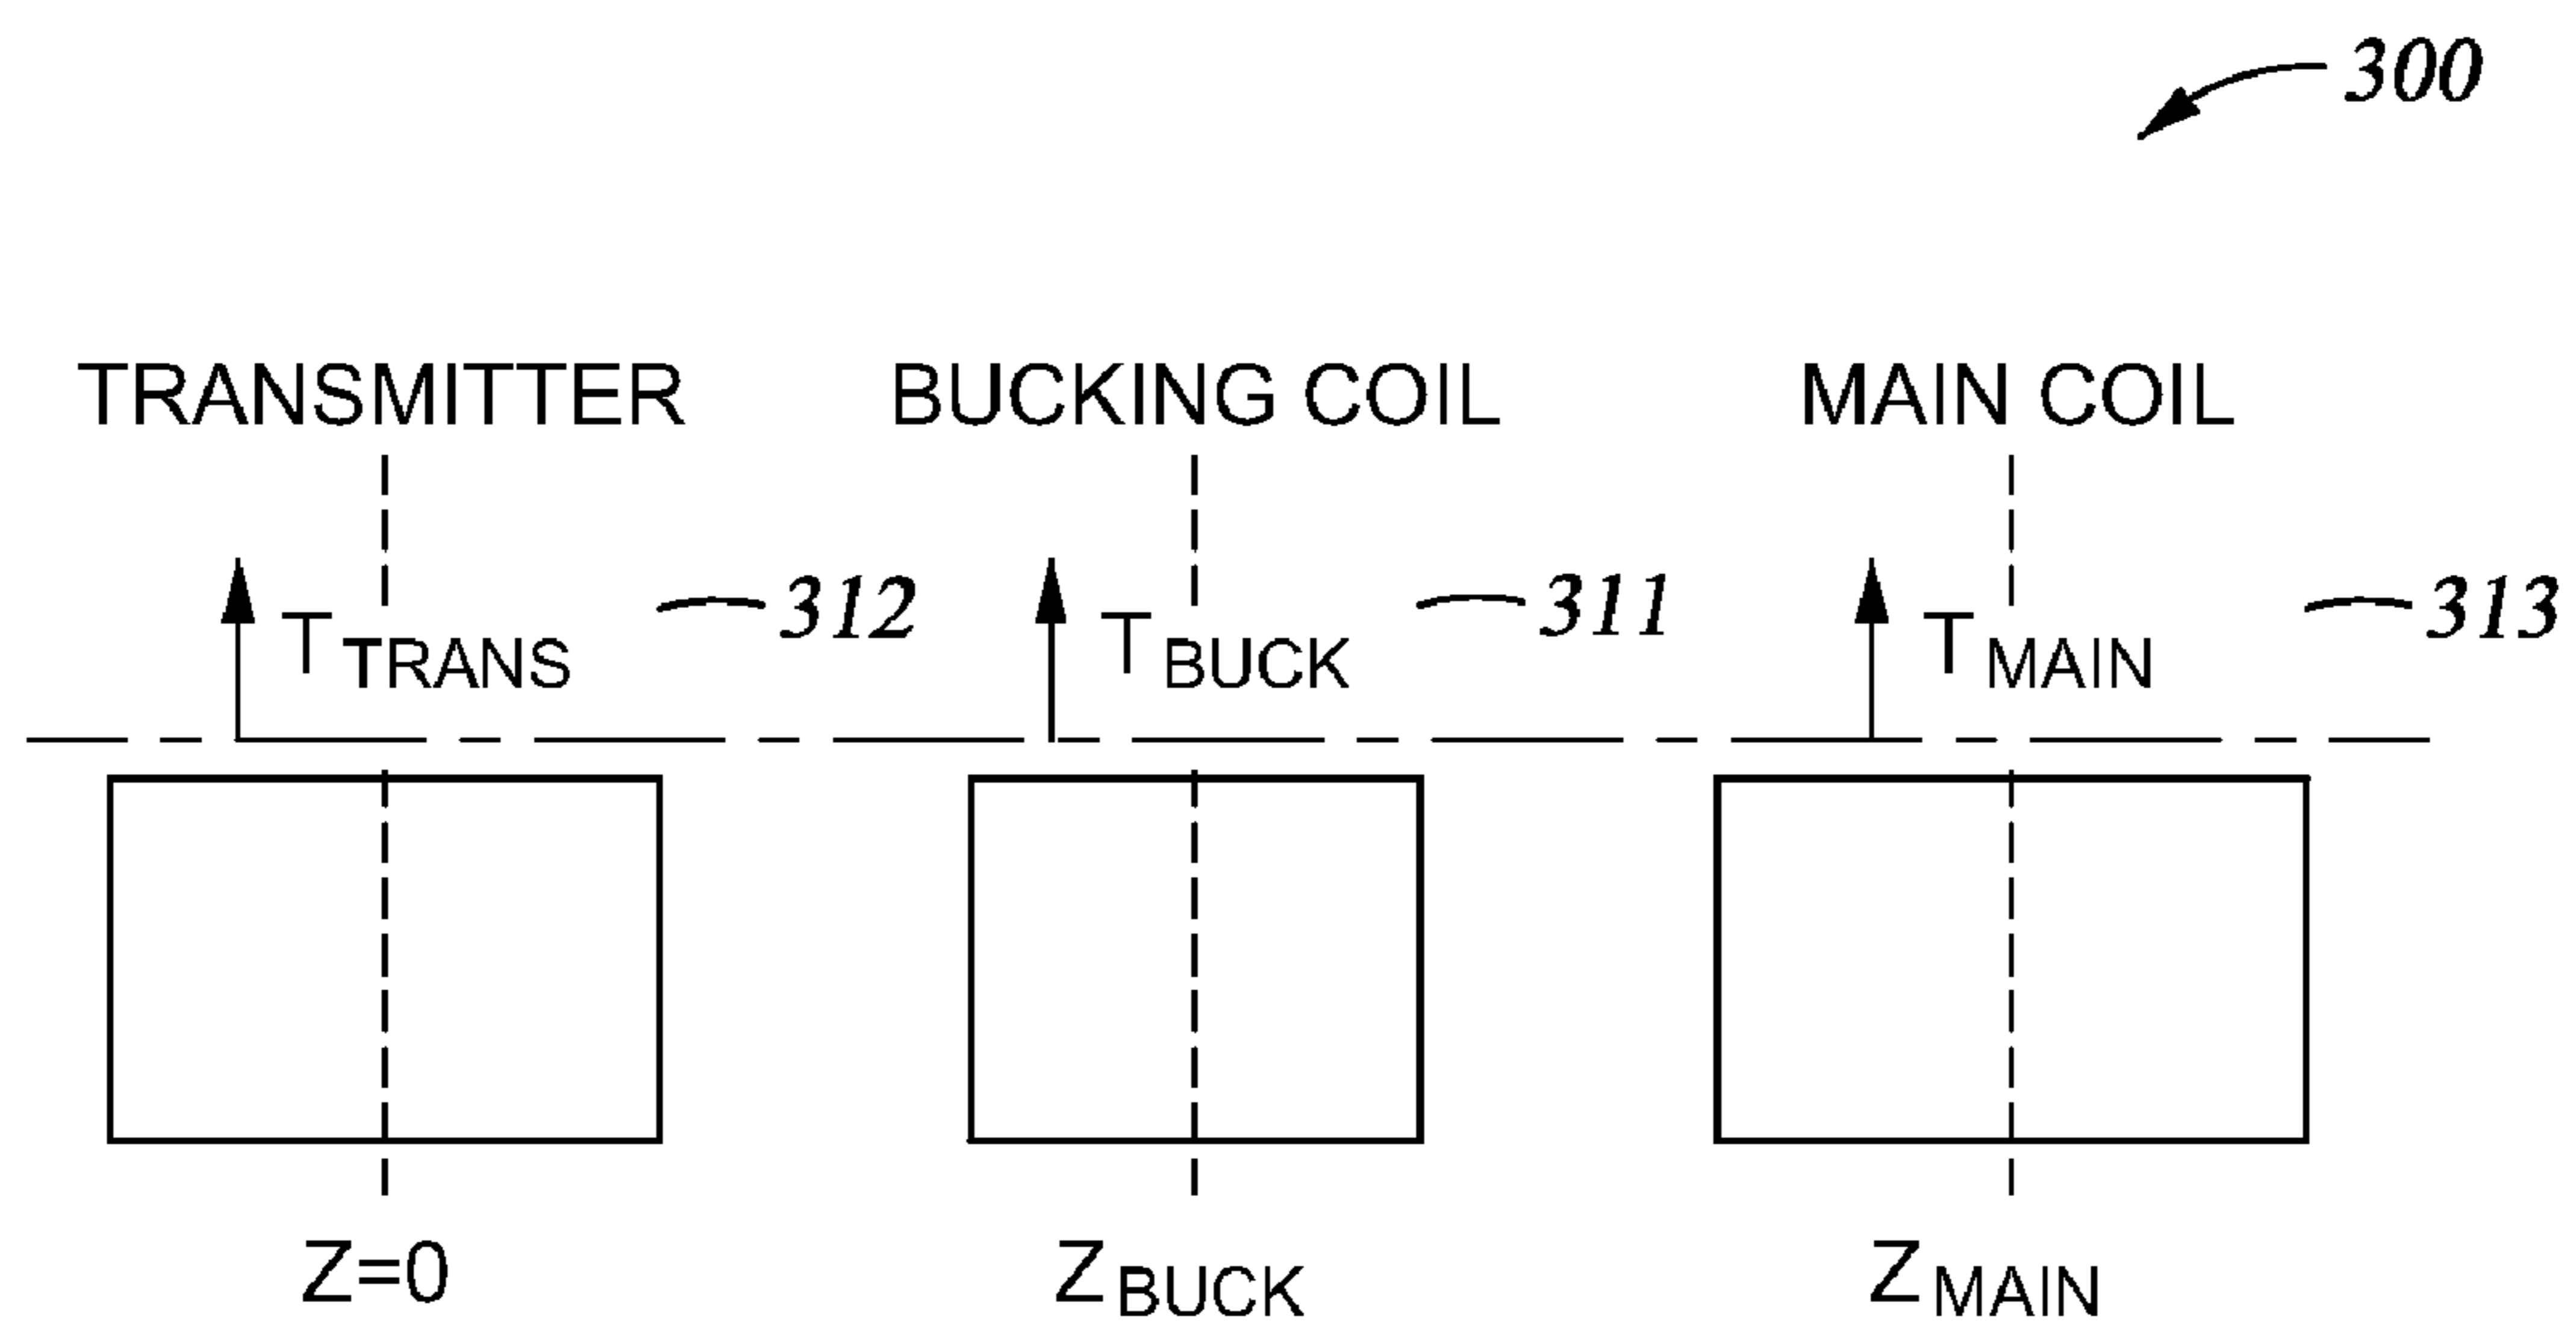 300
TRANSMITTER BUCKING COIL MAIN COIL
T TRANS 312 T BUCK 311 T MAIN 313
Z=0 Z BUCK Z MAIN